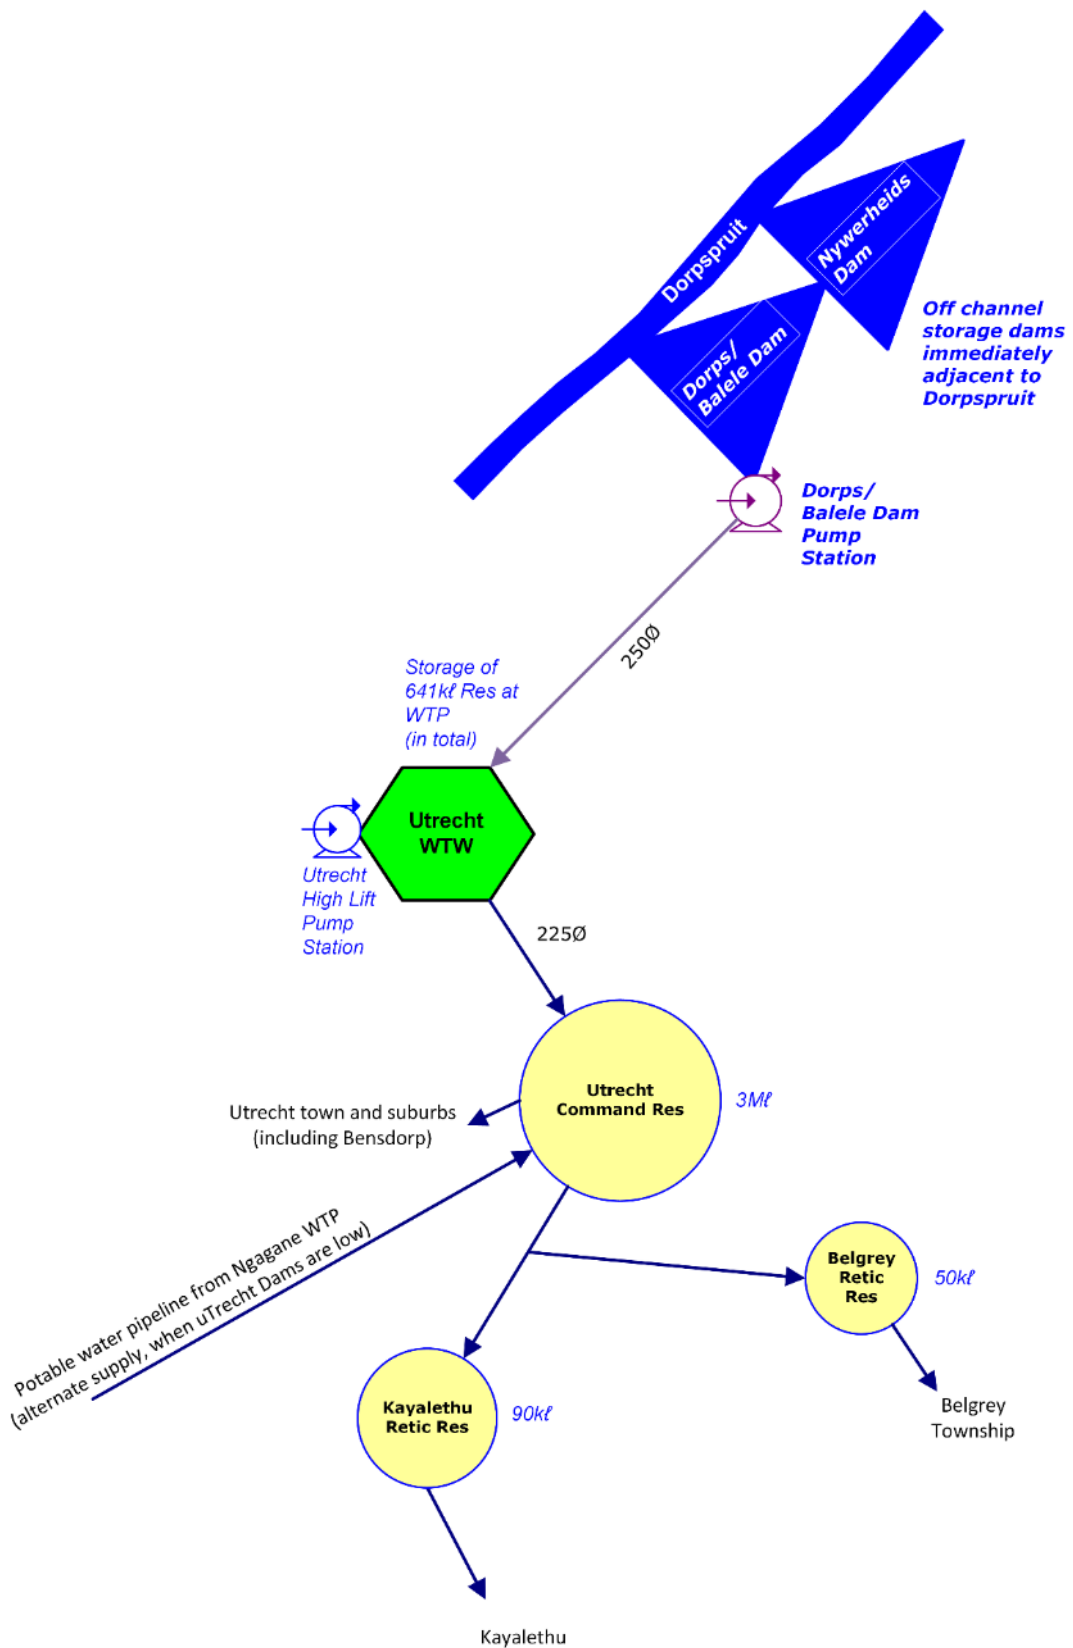 Dorpspruit
Nywerheids
Dam
Off channel
storage dams
immediately
adjacent to
Dorpspruit
Dorps/
Balele Dam
Dorps/
Balele Dam
Pump
Station
250Ø
Storage of
641kℓ Res at
WTP
(in total)
Utrecht
WTW
Utrecht
High Lift
Pump
Station
225Ø
Utrecht
Command Res
3Mℓ
Utrecht town and suburbs
(including Bensdorp)
Potable water pipeline from Ngagane WTP
(alternate supply, when uTrecht Dams are low)
Belgrey
Retic
Res
50kℓ
Kayalethu
Retic Res
90kℓ
Belgrey
Township
Kayalethu